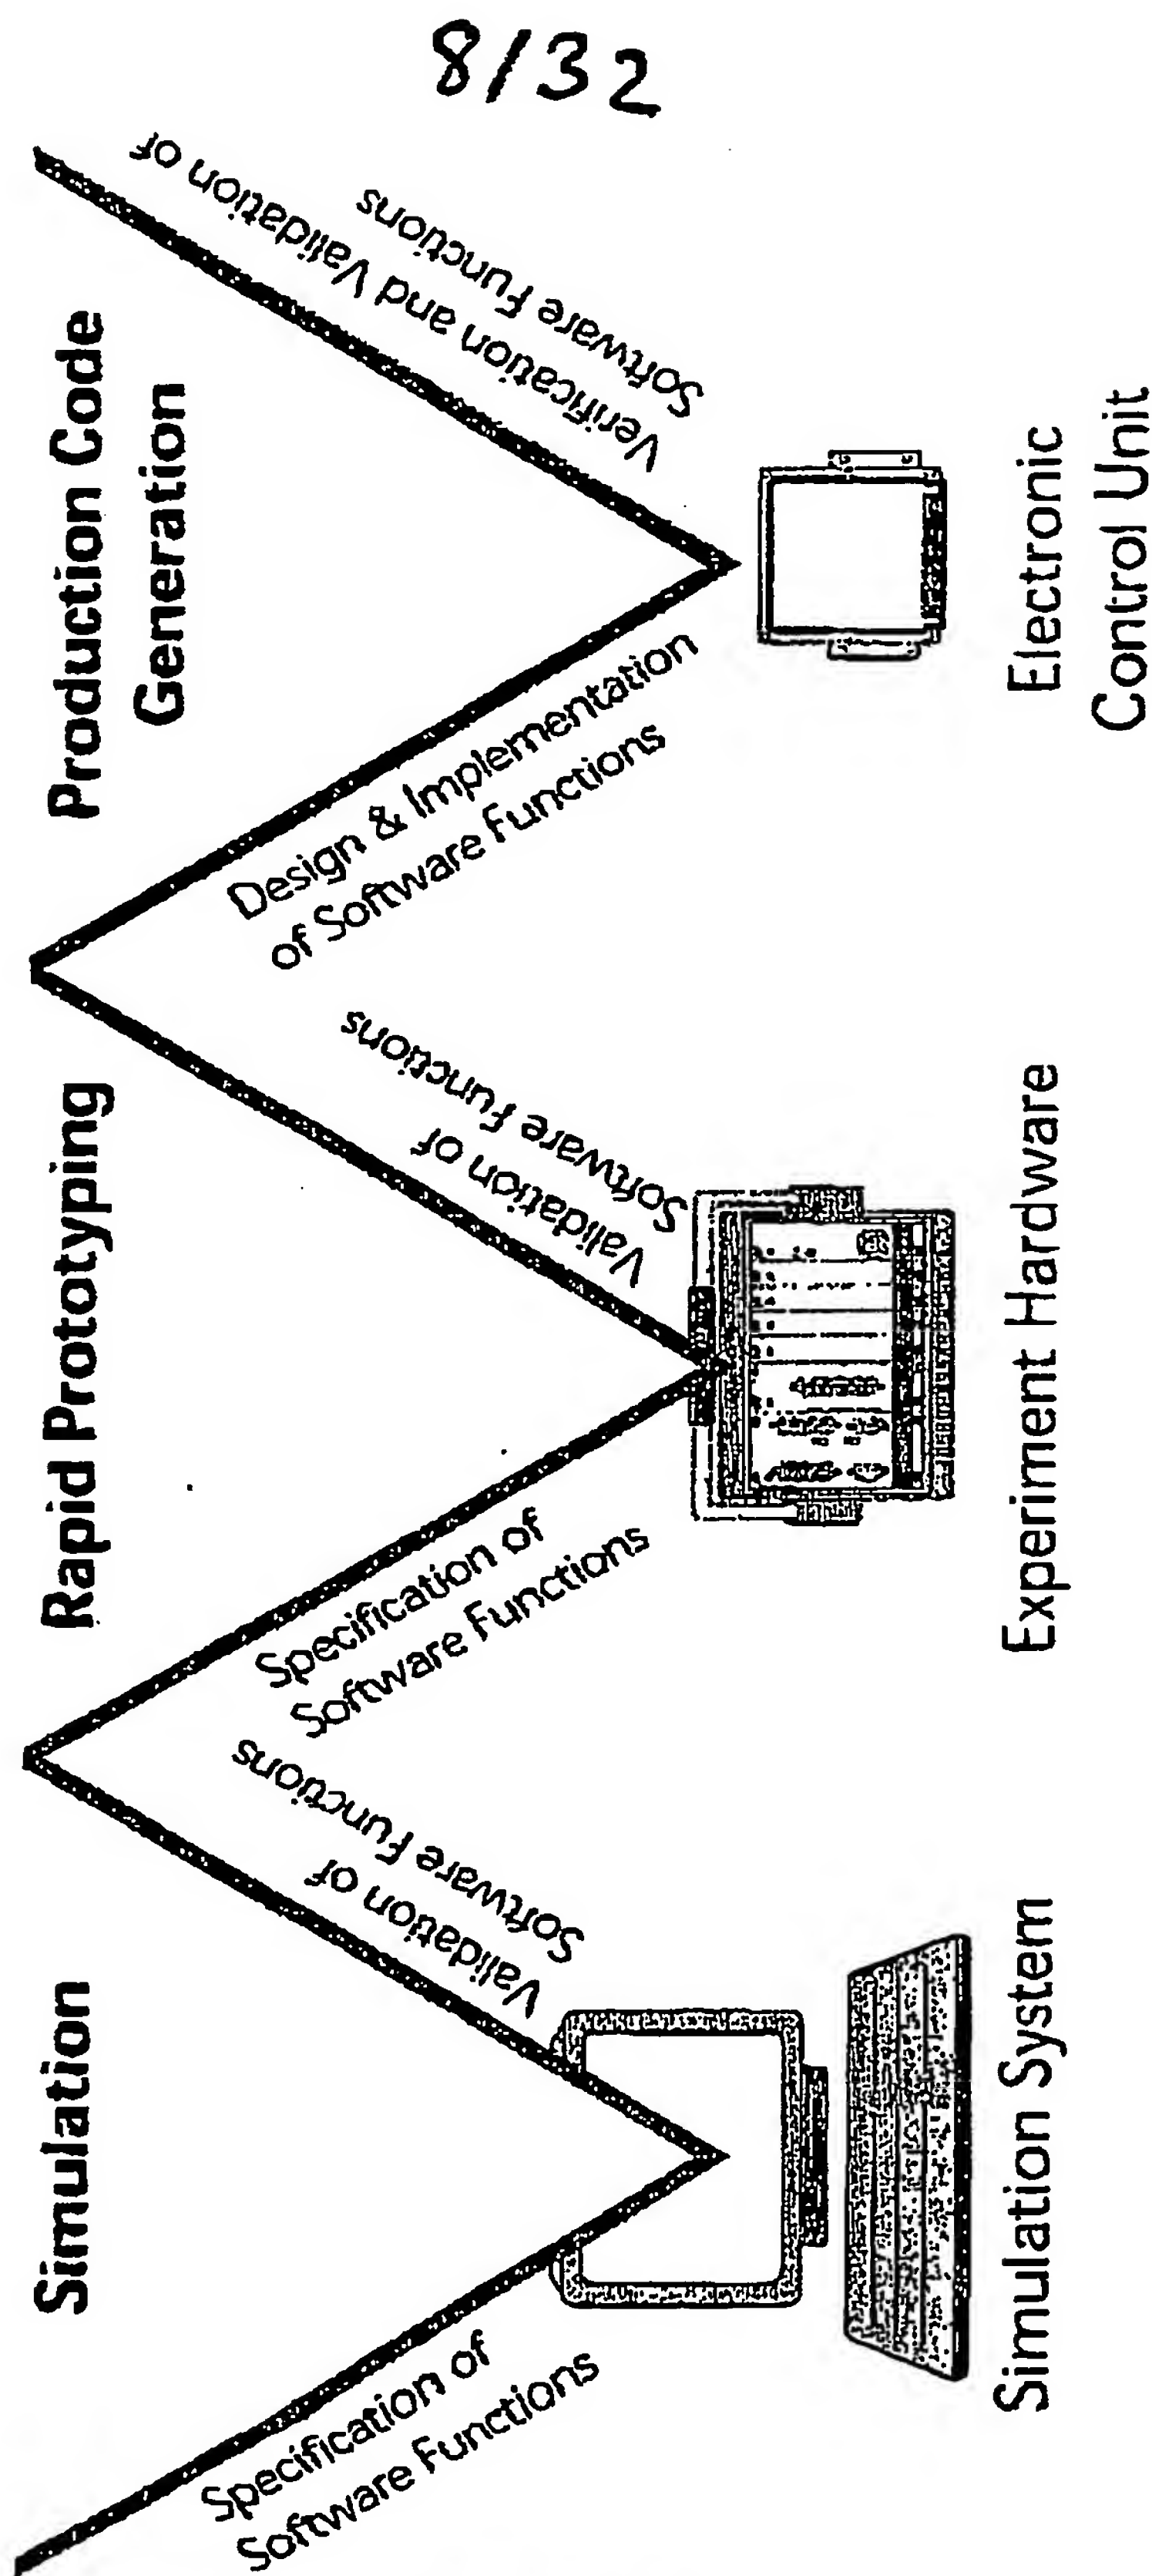 8/32
Simulation
Specification of
Software Functions
Validation of
Software Functions
Simulation System
Rapid Prototyping
Specification of
Software Functions
Validation of
Software Functions
Experiment Hardware
Production Code
Generation
Design & Implementation
of Software Functions
Verification and Validation of
Software Functions
Electronic
Control Unit